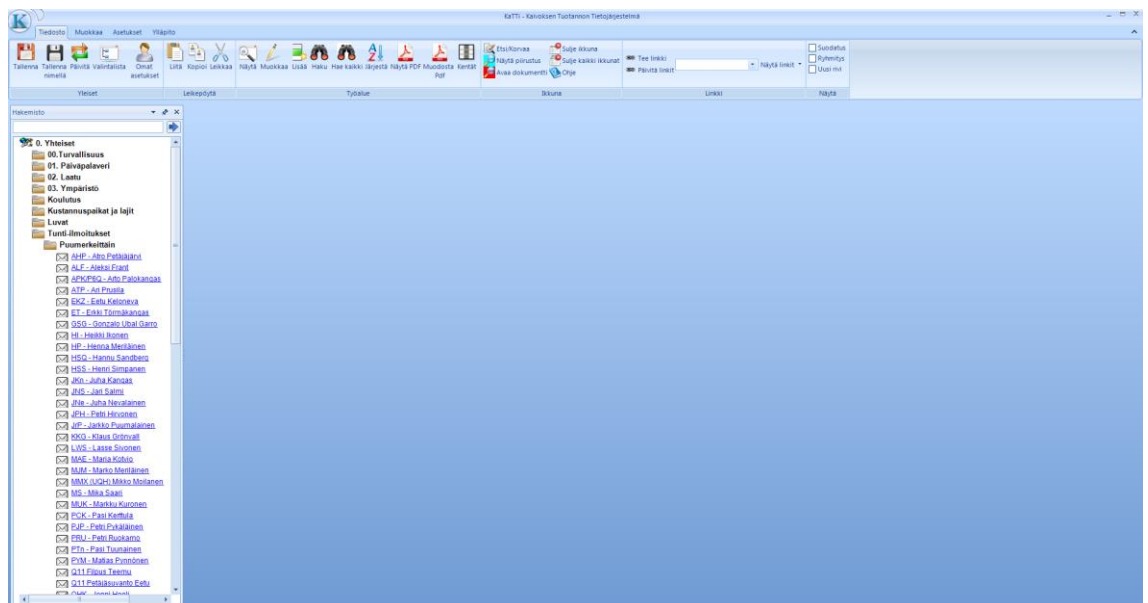 KaTTi - Kaivoksen Tuotannon Tietojärjestelmä
Tiedosto Muokkaa Asetukset Ylläpito
Tallenna Tallenna nimellä Päivitä Valintalista Omat asetukset
Liitä Kopioi Leikkaa
Näytä Muokkaa Lisää Haku Hae kaikki Järjestä Näytä PDF Muodosta Pdf Kentät
Etsi/Korvaa Sulje ikkuna
Näytä piirustus Sulje kaikki ikkunat
Avaa dokumentti Ohje
Tee linkki
Päivitä linkit
Näytä linkit
Suodatus
Ryhmitys
Uusi rivi
Yleiset Leikepöytä Työalue Ikkuna Linkki Näytä
Hakemisto
0. Yhteiset
00.Turvallisuus
01. Päiväpalaveri
02. Laatu
03. Ympäristö
Koulutus
Kustannuspaikat ja lajit
Luvat
Tunti-ilmoitukset
Puumerkeittäin
AHP - Atro Petäjäjärvi
ALF - Aleksi Frant
APK/P6Q - Arto Palokangas
ATP - Ari Prusila
EKZ - Eetu Keloneva
ET - Erkki Törmäkangas
GSG - Gonzalo Ubal Garro
HI - Heikki Ikonen
HP - Henna Meriläinen
HSQ - Hannu Sandberg
HSS - Henri Simpanen
JKn - Juha Kangas
JNS - Jari Salmi
JNe - Juha Nevalainen
JPH - Petri Hirvonen
JrP - Jarkko Puumalainen
KKG - Klaus Grönvall
LWS - Lasse Sivonen
MAE - Maria Kotvio
MJM - Marko Meriläinen
MMX (UQH) Mikko Moilanen
MS - Mika Saari
MUK - Markku Kuronen
PCK - Pasi Kerttula
PJP - Petri Pykäläinen
PRU - Petri Ruokamo
PTn - Pasi Tuunainen
PYM - Matias Pynnönen
Q11 Filpus Teemu
Q11 Petäjäsuvanto Eetu